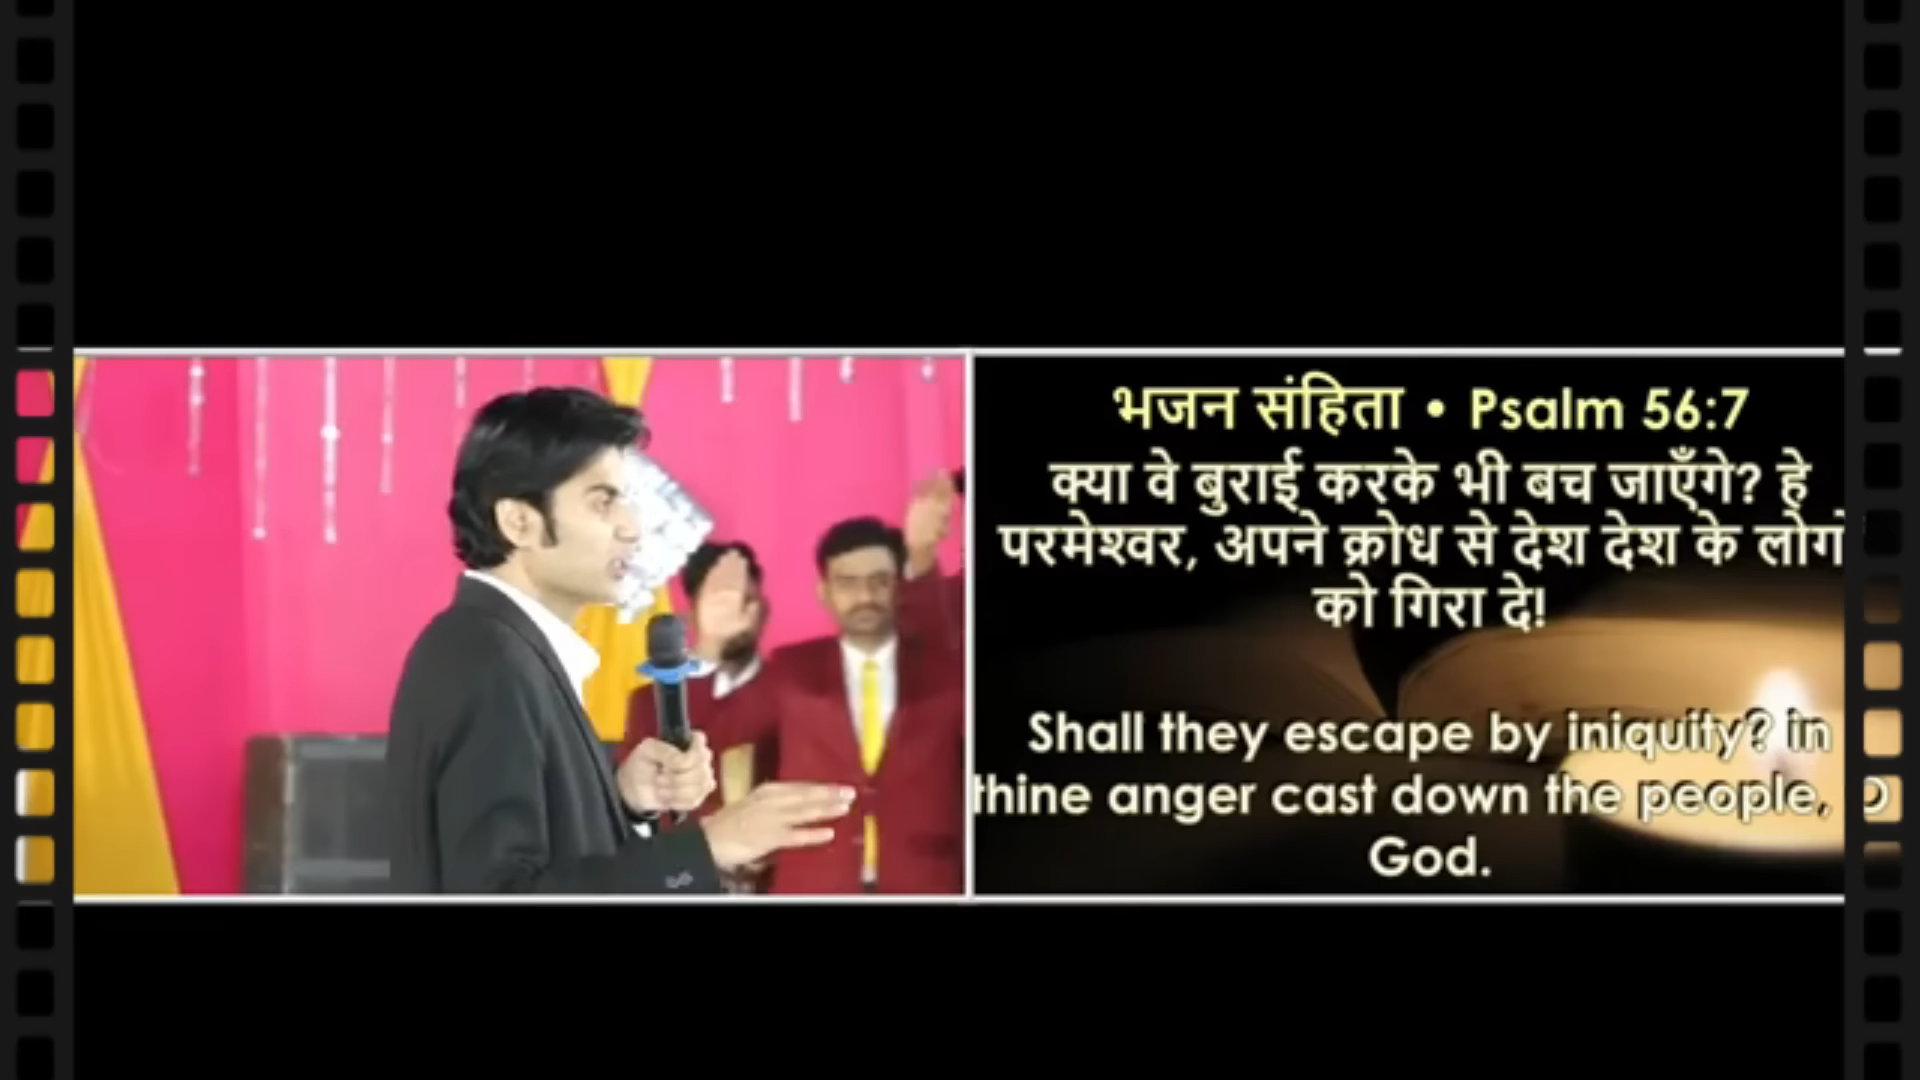 भजन संहिता • Psalm 56:7
क्या वे बुराई करके भी बच जाएँगे? हे
परमेश्वर, अपने क्रोध से देश देश के लोगों
को गिरा दे!
Shall they escape by iniquity? in
thine anger cast down the people, O
God.